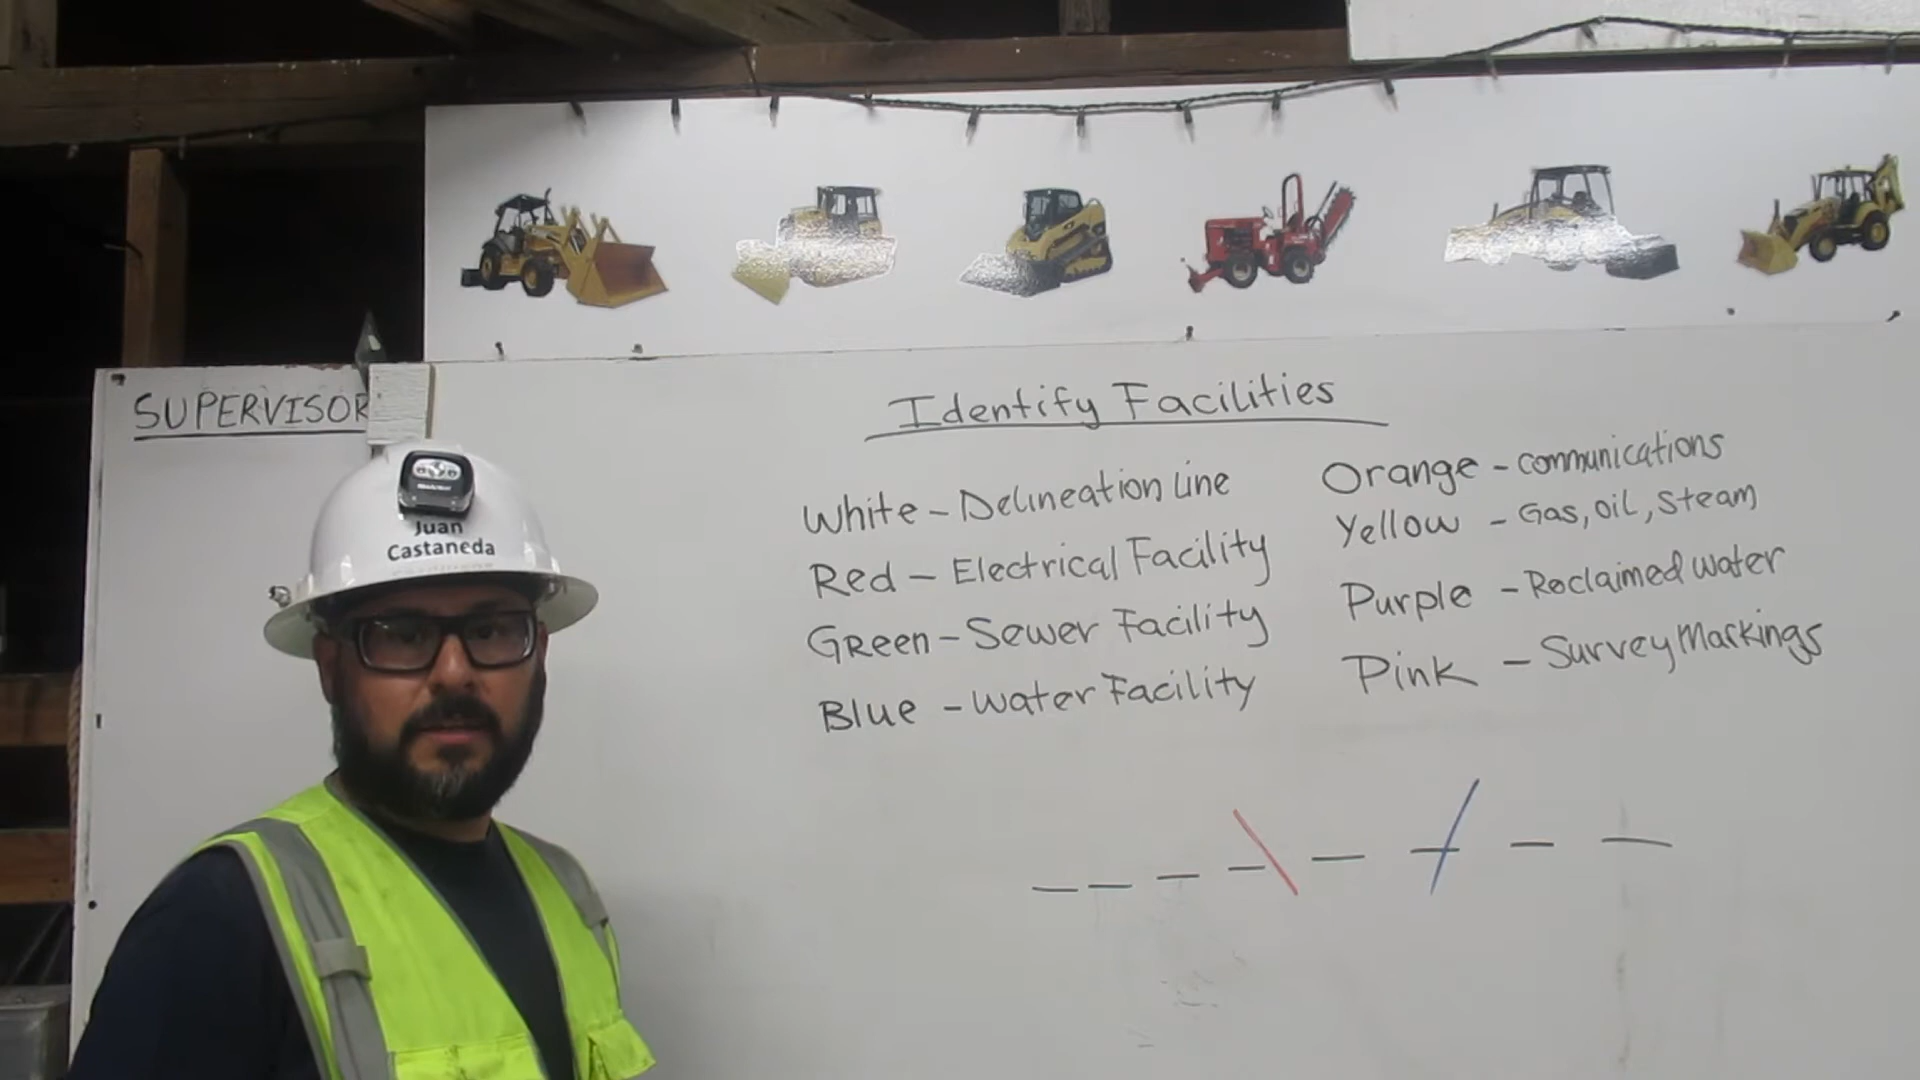 SUPERVISOR
Identify Facilities
White - Delineation Line
Red - Electrical Facility
Green - Sewer Facility
Blue - Water Facility
Orange - Communications
Yellow - Gas, Oil, Steam
Purple - Reclaimed Water
Pink - Survey Markings
Juan
Castaneda